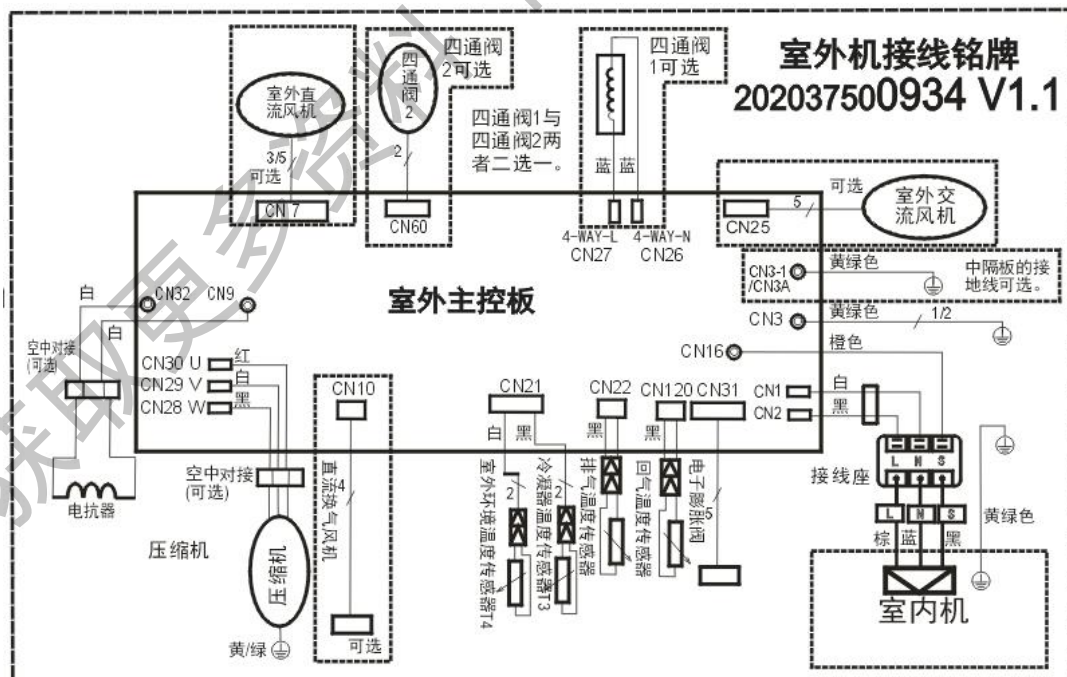 室外机接线铭牌
202037500934 V1.1
室外直
流风机
3/5
可选
CN17
四通阀2
2
CN60
四通阀
2可选
四通阀1与
四通阀2两
者二选一。
四通阀
1可选
蓝
蓝
4-WAY-L
CN27
4-WAY-N
CN26
可选
5
CN25
室外交
流风机
CN3-1
/CN3A
黄绿色
中隔板的接
地线可选。
CN3
黄绿色
1/2
CN16
橙色
CN1
白
CN2
黑
室外主控板
白
CN32
CN9
白
空中对接
(可选)
电抗器
CN30 U
红
CN29 V
白
CN28 W
黑
空中对接
(可选)
压缩机
压缩机
黄/绿
CN10
直流换气风机
4
可选
CN21
白
黑
2
室外环境温度传感器T4
2
冷凝器温度传感器T3
CN22
黑
排气温度传感器
CN120
黑
回气温度传感器
CN31
电子膨胀阀
5
L N S
接线座
L N S
棕
蓝
黑
黄绿色
室内机
获取更多资料